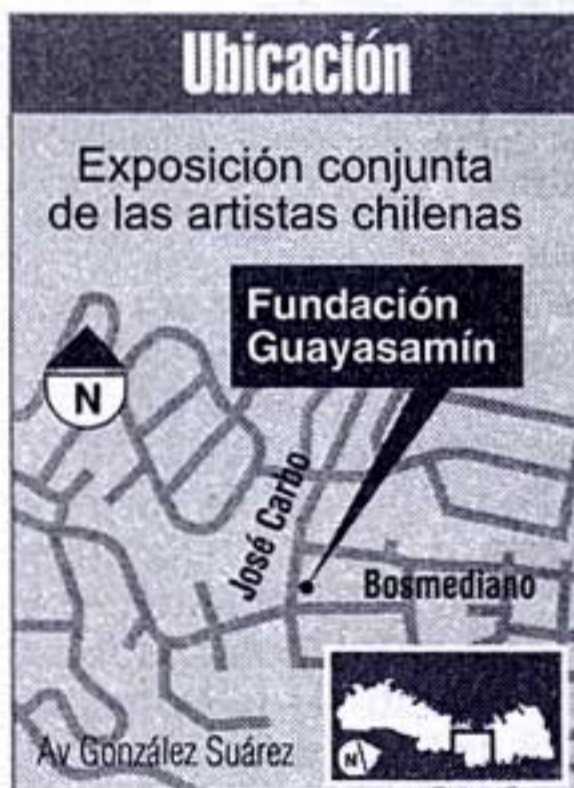 Ubicación
Exposición conjunta
de las artistas chilenas
Fundación
Guayasamín
N
José Carbo
Bosmediano
Av González Suárez
N